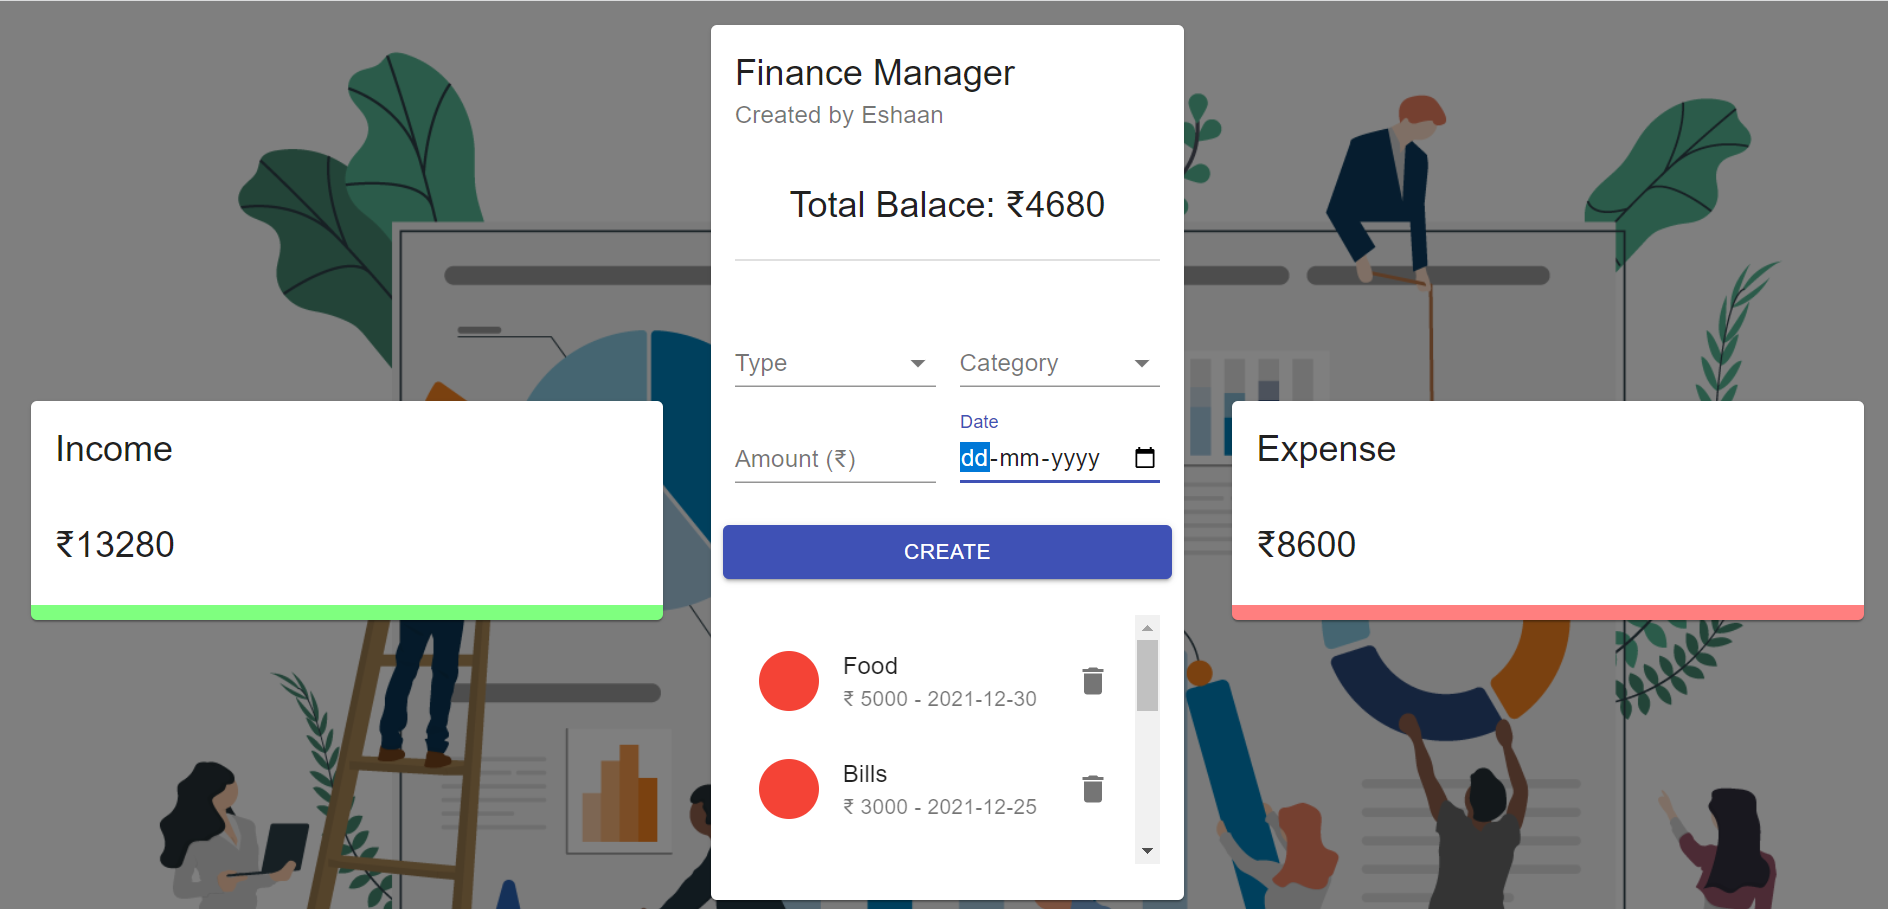 Finance Manager
Created by Eshaan
Total Balace: ₹4680
Type
Category
Amount (₹)
Date
dd-mm-yyyy
CREATE
Food
₹ 5000 - 2021-12-30
Bills
₹ 3000 - 2021-12-25
Income
₹13280
Expense
₹8600